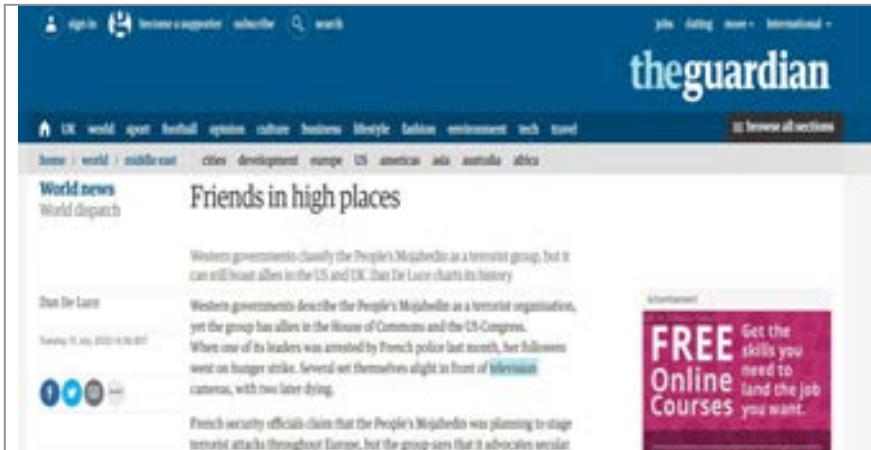 sign in become a supporter subscribe search jobs dating more International
theguardian
UK world sport football opinion culture business lifestyle fashion environment tech travel browse all sections
home / world / middle east cities development europe US americas asia australia africa
World news
World dispatch
Friends in high places
Western governments classify the People's Mojahedin as a terrorist group, but it
can still boast allies in the US and UK. Dan De Luce charts its history
Dan De Luce
Western governments describe the People's Mojahedin as a terrorist organisation,
yet the group has allies in the House of Commons and the US Congress.
When one of its leaders was arrested by French police last month, her followers
went on hunger strike. Several set themselves alight in front of television
cameras, with two later dying.
French security officials claim that the People's Mojahedin was planning to stage
terrorist attacks throughout Europe, but the group says that it advocates secular
Advertisement
FREE
Online
Courses
Get the
skills you
need to
land the job
you want.